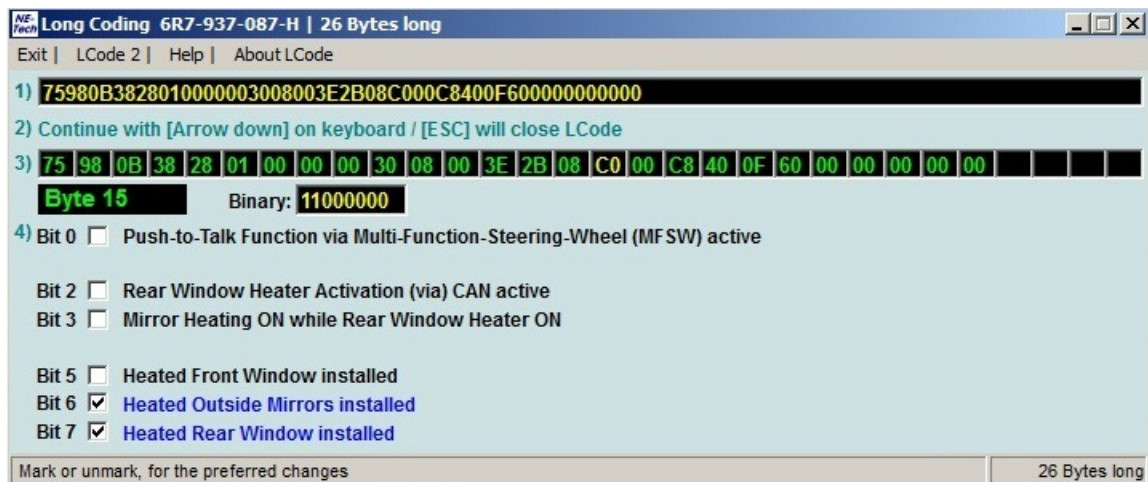 NE-Tech Long Coding 6R7-937-087-H | 26 Bytes long
Exit | LCode 2 | Help | About LCode
1) 75980B3828010000003008003E2B08C000C8400F600000000000
2) Continue with [Arrow down] on keyboard / [ESC] will close LCode
3) 75 98 0B 38 28 01 00 00 00 30 08 00 3E 2B 08 C0 00 C8 40 0F 60 00 00 00 00 00
Byte 15 Binary: 11000000
4) Bit 0 Push-to-Talk Function via Multi-Function-Steering-Wheel (MFSW) active
Bit 2 Rear Window Heater Activation (via) CAN active
Bit 3 Mirror Heating ON while Rear Window Heater ON
Bit 5 Heated Front Window installed
Bit 6 Heated Outside Mirrors installed
Bit 7 Heated Rear Window installed
Mark or unmark, for the preferred changes 26 Bytes long